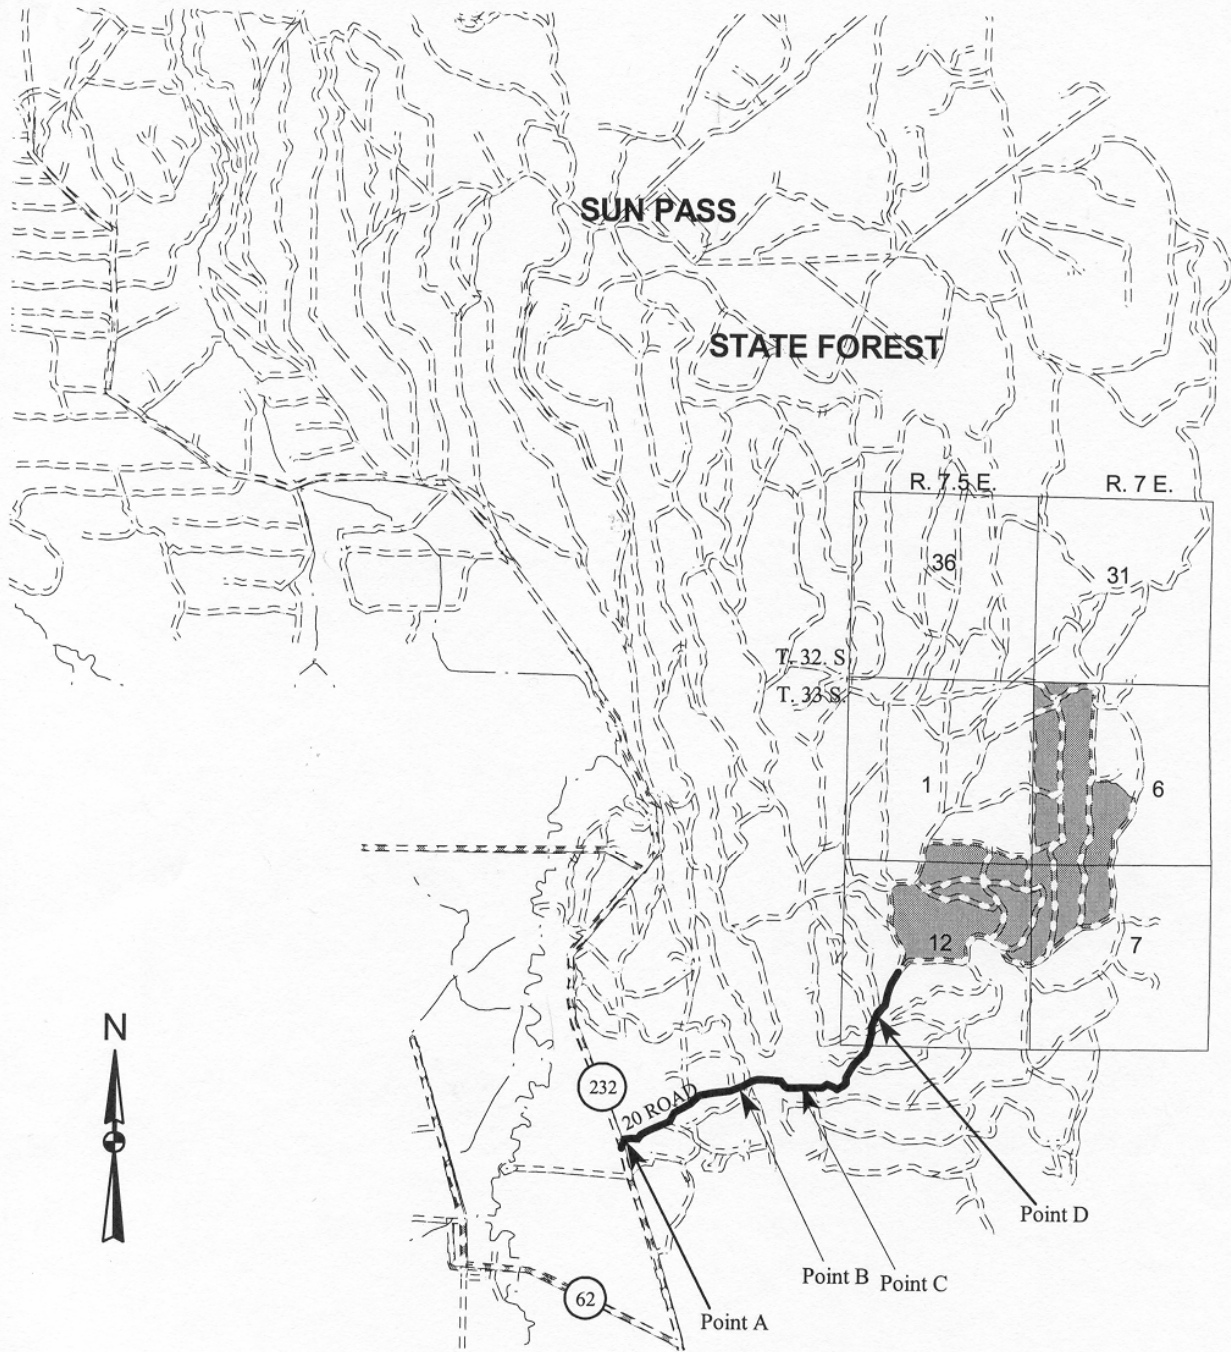 SUN PASS
STATE FOREST
R. 7.5 E.
R. 7 E.
36
31
T. 32. S
T. 33 S.
1
6
12
7
N
232
20 ROAD
Point D
Point B
Point C
62
Point A